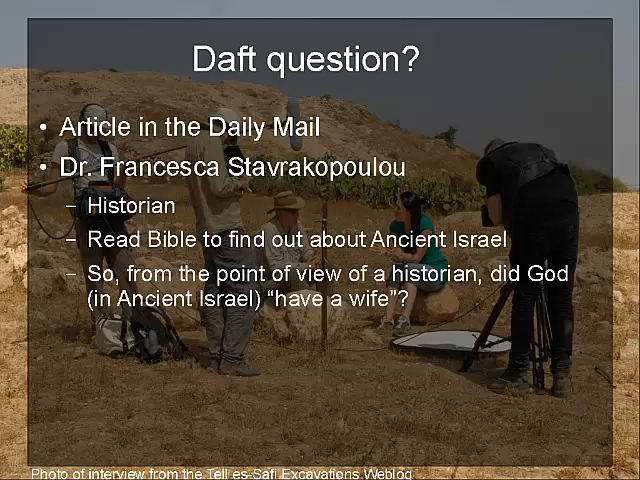 Daft question?
• Article in the Daily Mail
• Dr. Francesca Stavrakopoulou
– Historian
– Read Bible to find out about Ancient Israel
– So, from the point of view of a historian, did God
(in Ancient Israel) “have a wife”?
Photo of interview from the Tell es-Safi Excavations Weblog